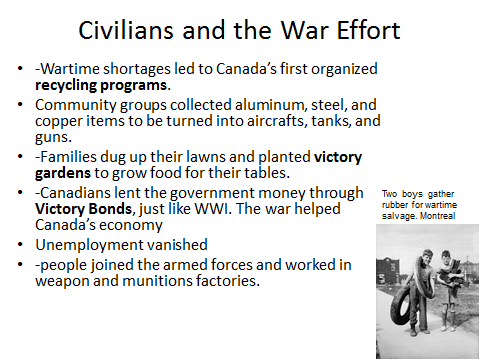 Civilians and the War Effort
• -Wartime shortages led to Canada's first organized
recycling programs.
• Community groups collected aluminum, steel, and
copper items to be turned into aircrafts, tanks, and
guns.
• -Families dug up their lawns and planted victory
gardens to grow food for their tables.
• -Canadians lent the government money through
Victory Bonds, just like WWI. The war helped
Canada's economy
• Unemployment vanished
• -people joined the armed forces and worked in
weapon and munitions factories.
Two boys gather
rubber for wartime
salvage. Montreal